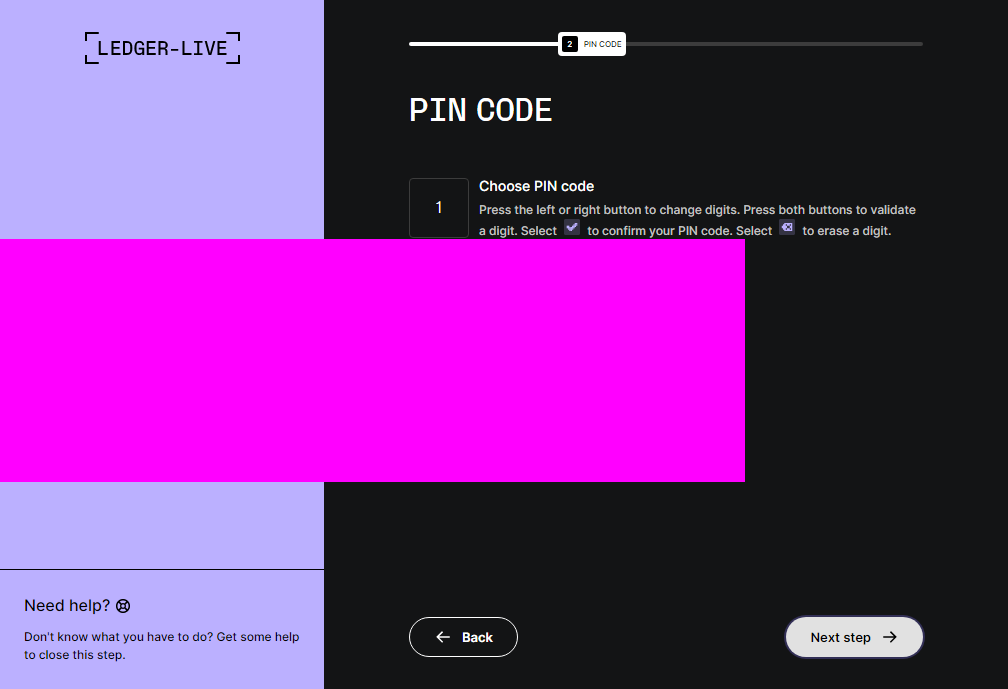 LEDGER-LIVE
2 PIN CODE
PIN CODE
1
Choose PIN code
Press the left or right button to change digits. Press both buttons to validate
a digit. Select to confirm your PIN code. Select to erase a digit.
Need help?
Don't know what you have to do? Get some help
to close this step.
Back
Next step